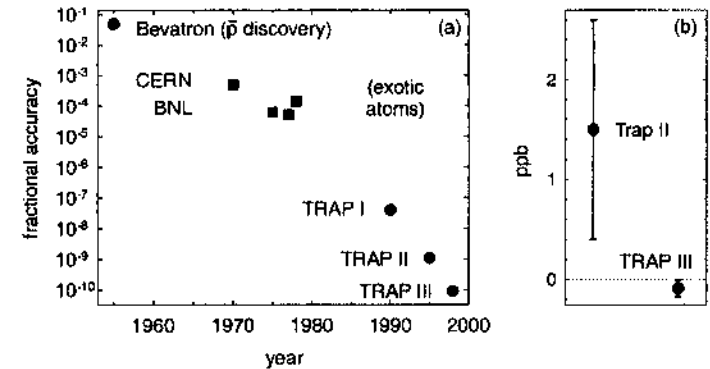 10⁻¹
Bevatron (p̄ discovery)
(a)
10⁻²
10⁻³
CERN
(exotic
10⁻⁴
BNL
atoms)
10⁻⁵
10⁻⁶
10⁻⁷
TRAP I
10⁻⁸
10⁻⁹
TRAP II
10⁻¹⁰
TRAP III
fractional accuracy
1960 1970 1980 1990 2000
year
(b)
2
Trap II
ppb
1
TRAP III
0